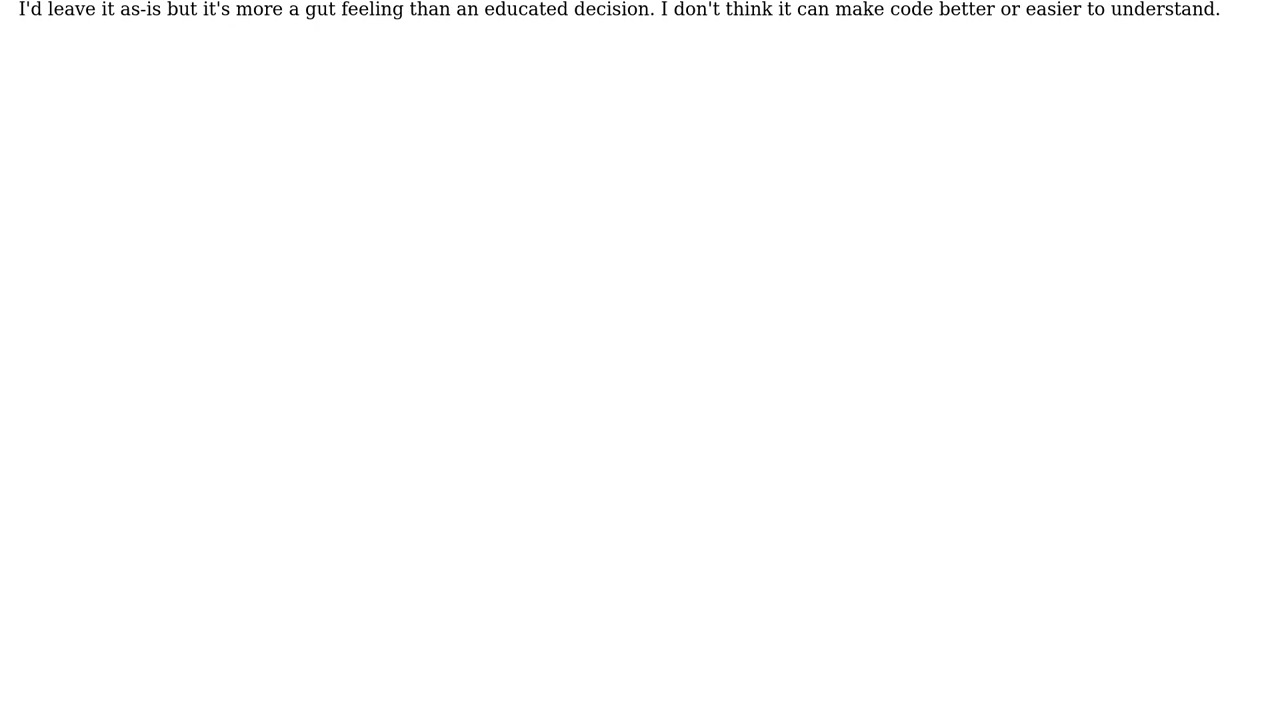 I'd leave it as-is but it's more a gut feeling than an educated decision. I don't think it can make code better or easier to understand.